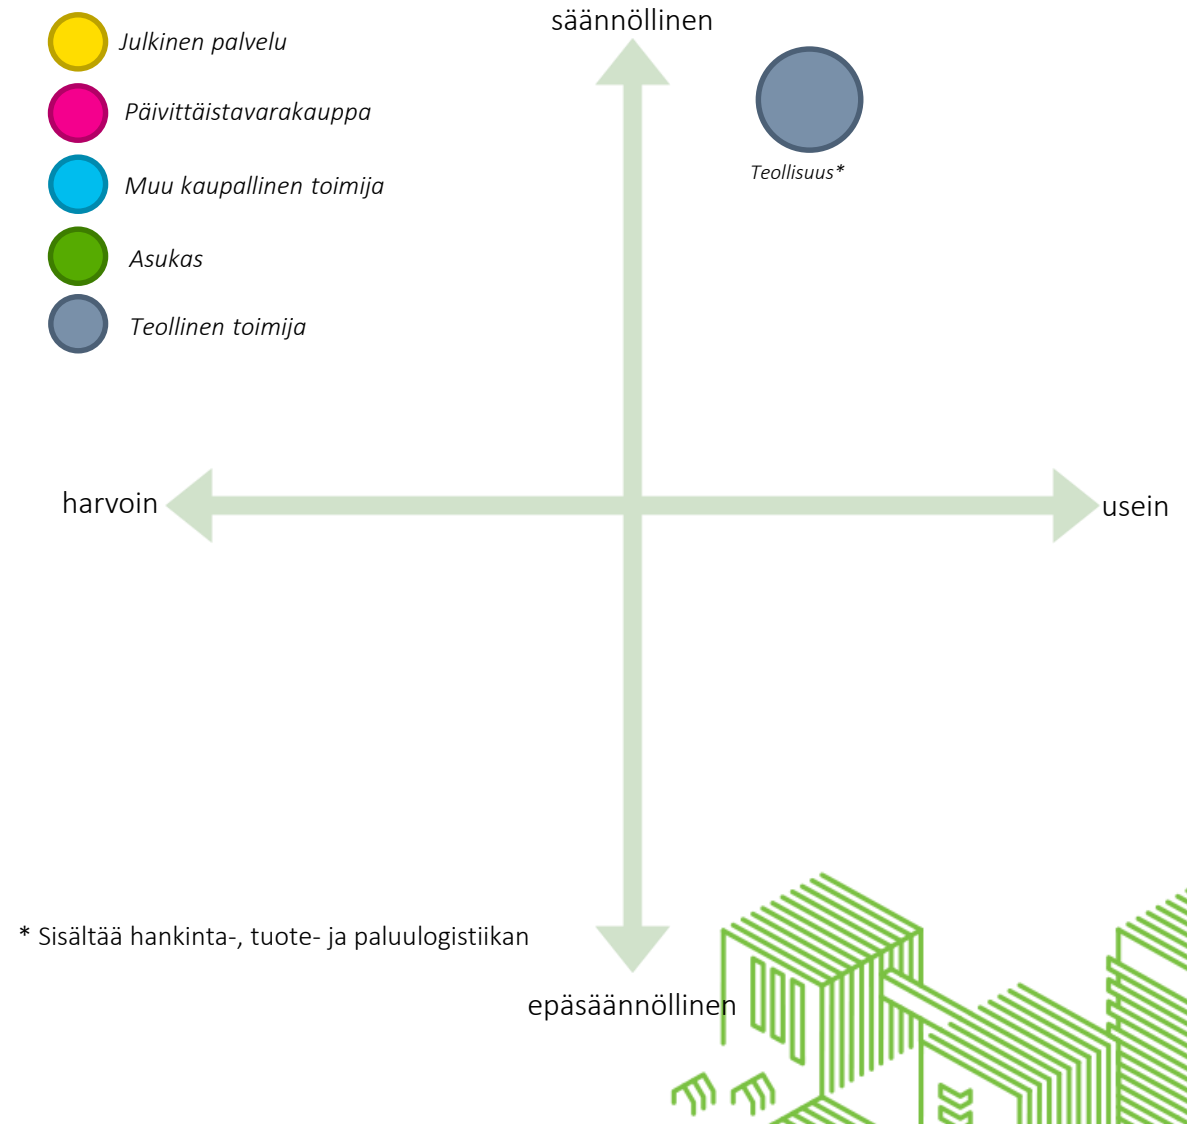 säännöllinen
Julkinen palvelu
Päivittäistavarakauppa
Muu kaupallinen toimija
Asukas
Teollinen toimija
Teollisuus*
harvoin
usein
* Sisältää hankinta-, tuote- ja paluulogistiikan
epäsäännöllinen